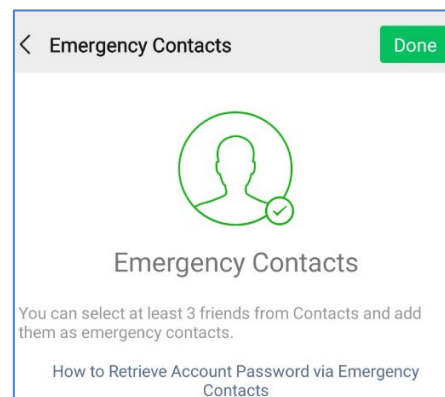 Emergency Contacts
Done
Emergency Contacts
You can select at least 3 friends from Contacts and add
them as emergency contacts.
How to Retrieve Account Password via Emergency
Contacts